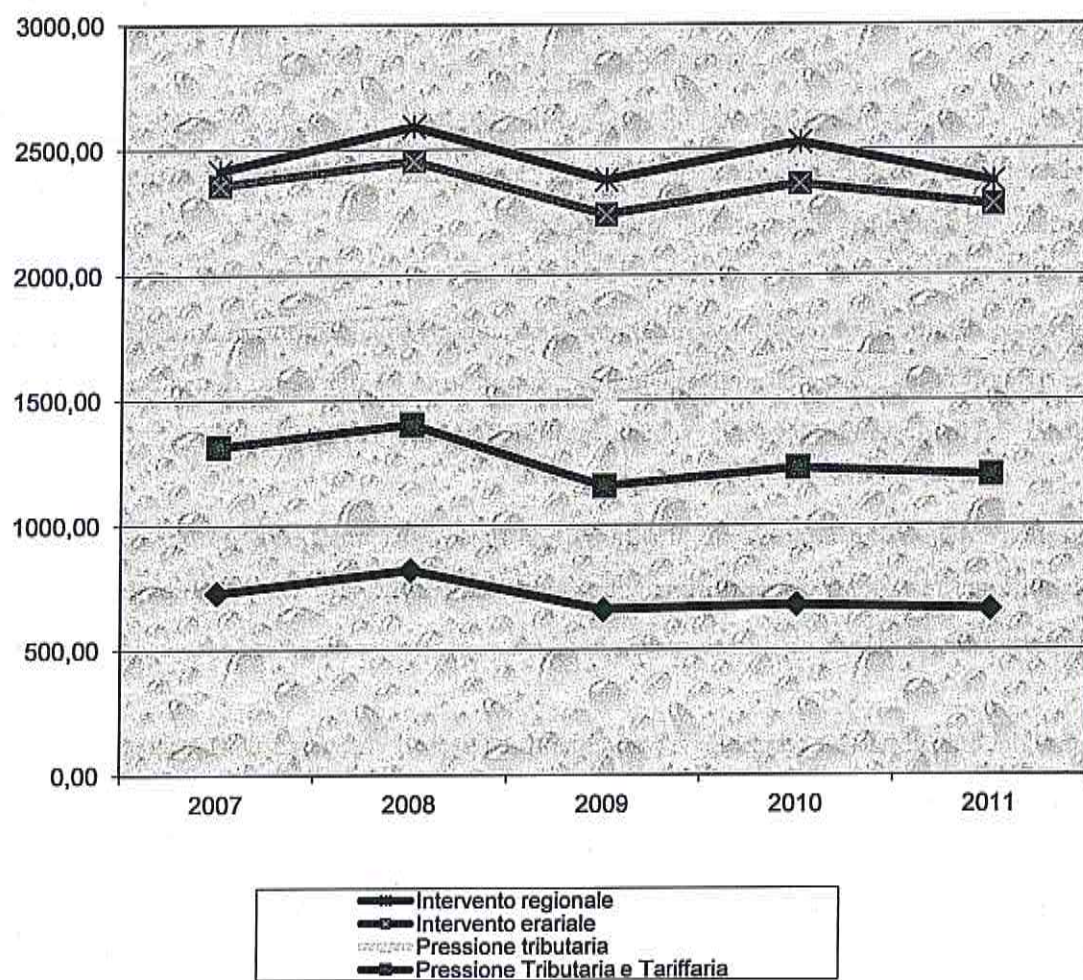 3000,00
2500,00
2000,00
1500,00
1000,00
500,00
0,00
2007 2008 2009 2010 2011
Intervento regionale
Intervento erariale
Pressione tributaria
Pressione Tributaria e Tariffaria